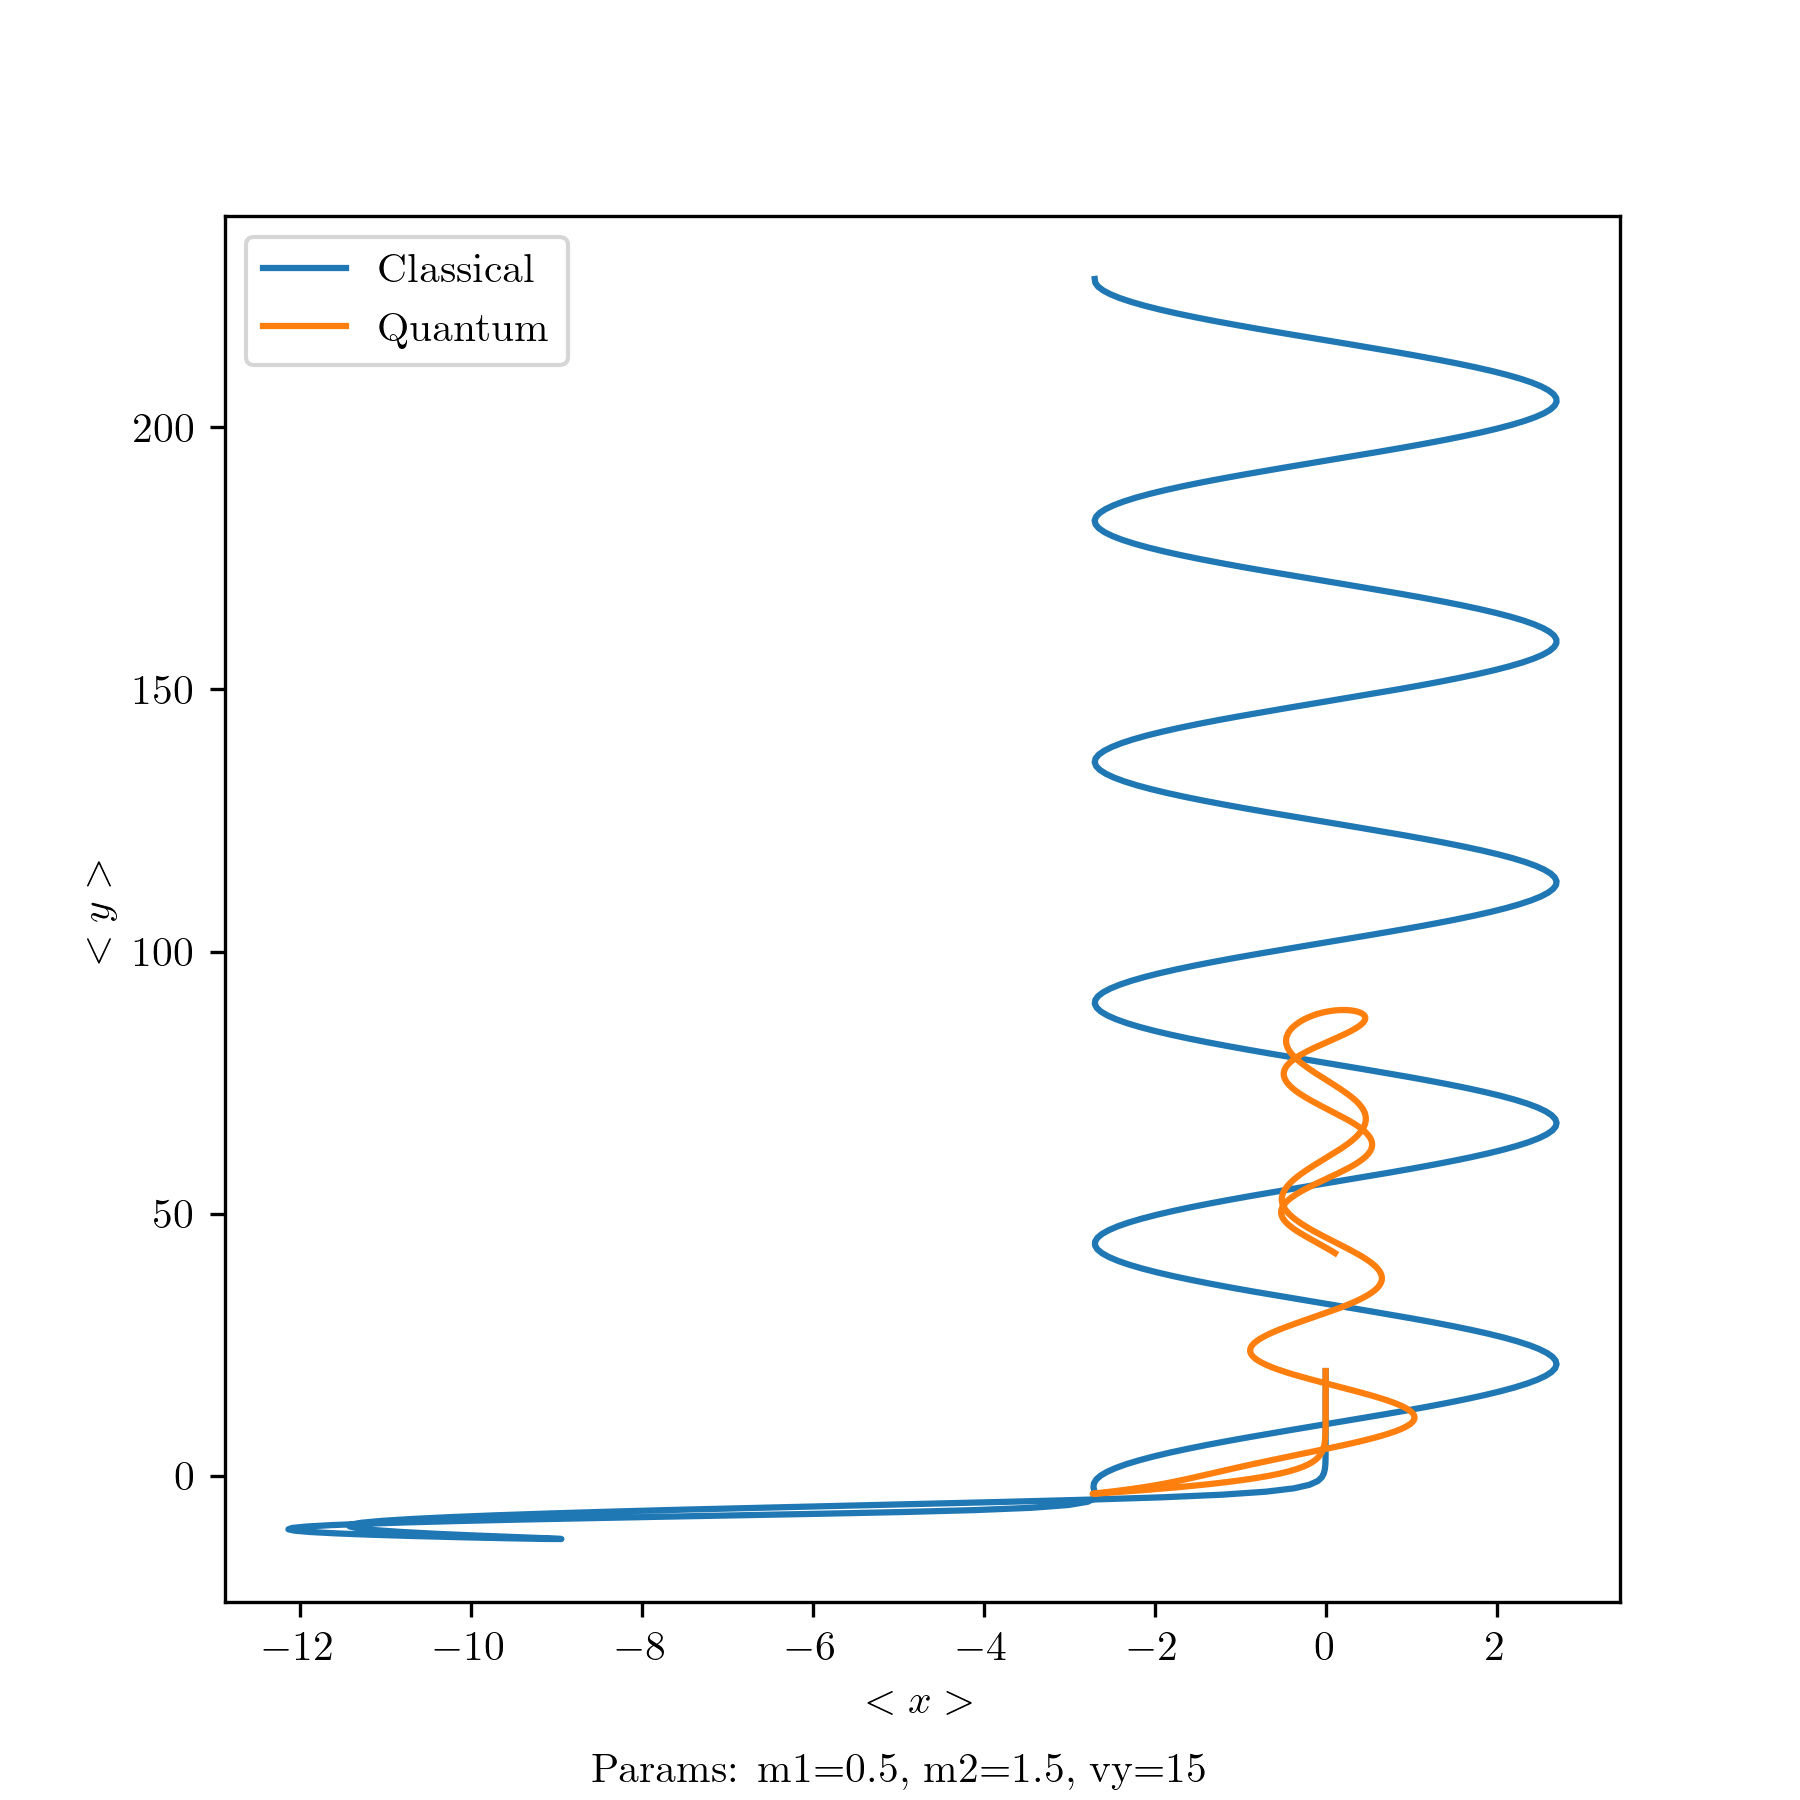 Classical
Quantum
200
150
100
50
0
< y >
−12 −10 −8 −6 −4 −2 0 2
< x >
Params: m1=0.5, m2=1.5, vy=15